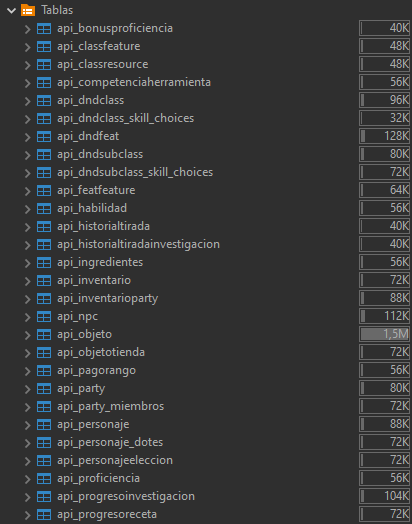 Tablas
api_bonusproficiencia 40K
api_classfeature 48K
api_classresource 48K
api_competenciaherramienta 56K
api_dndclass 96K
api_dndclass_skill_choices 32K
api_dndfeat 128K
api_dndsubclass 80K
api_dndsubclass_skill_choices 72K
api_featfeature 64K
api_habilidad 56K
api_historialtirada 40K
api_historialtiradainvestigacion 40K
api_ingredientes 56K
api_inventario 72K
api_inventarioparty 88K
api_npc 112K
api_objeto 1,5M
api_objetotienda 72K
api_pagorango 56K
api_party 80K
api_party_miembros 72K
api_personaje 88K
api_personaje_dotes 72K
api_personajeeleccion 72K
api_proficiencia 56K
api_progresoinvestigacion 104K
api_progresoreceta 72K